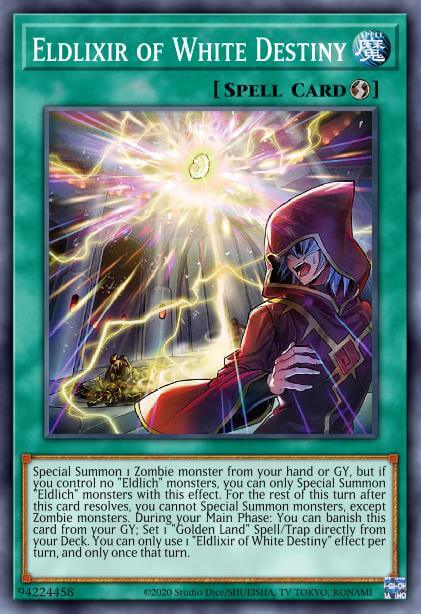 ELDLIXIR OF WHITE DESTINY
SPELL
魔
[SPELL CARD]
Special Summon 1 Zombie monster from your hand or GY, but if
you control no "Eldlich" monsters, you can only Special Summon
"Eldlich" monsters with this effect. For the rest of this turn after
this card resolves, you cannot Special Summon monsters, except
Zombie monsters. During your Main Phase: You can banish this
card from your GY; Set 1 "Golden Land" Spell/Trap directly from
your Deck. You can only use 1 "Eldlixir of White Destiny" effect per
turn, and only once that turn.
94224458
©2020 Studio Dice/SHUEISHA, TV TOKYO, KONAMI